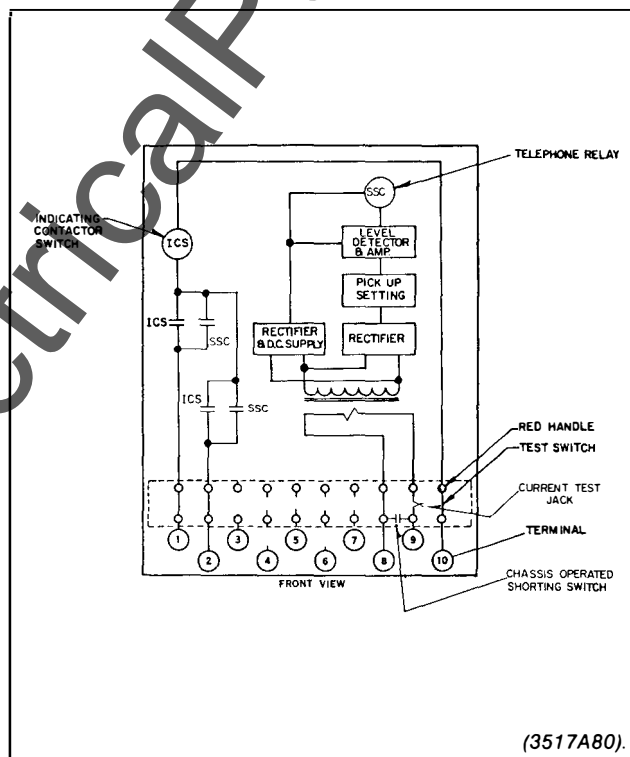 TELEPHONE RELAY
SSC
INDICATING
CONTACTOR
SWITCH
ICS
LEVEL
DETECTOR
& AMP.
PICK UP
SETTING
ICS
SSC
RECTIFIER
& D.C. SUPPLY
RECTIFIER
ICS
SSC
RED HANDLE
TEST SWITCH
CURRENT TEST
JACK
TERMINAL
1
2
3
4
5
6
7
8
9
10
FRONT VIEW
CHASSIS OPERATED
SHORTING SWITCH
(3517A80).
ctricalP